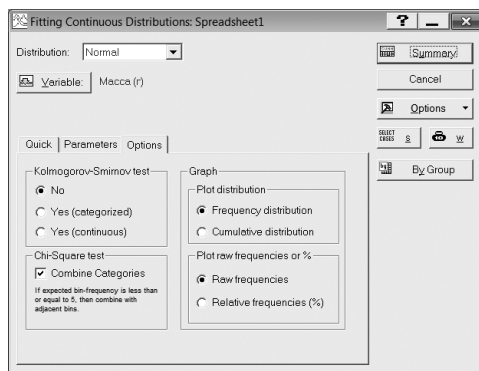 Fitting Continuous Distributions: Spreadsheet1
?
Distribution: Normal
Variable: Масса (г)
Summary
Cancel
Options
SELECT CASES S W
By Group
Quick Parameters Options
Kolmogorov-Smirnov test
No
Yes (categorized)
Yes (continuous)
Chi-Square test
Combine Categories
If expected bin-frequency is less than
or equal to 5, then combine with
adjacent bins.
Graph
Plot distribution
Frequency distribution
Cumulative distribution
Plot raw frequencies or %
Raw frequencies
Relative frequencies (%)